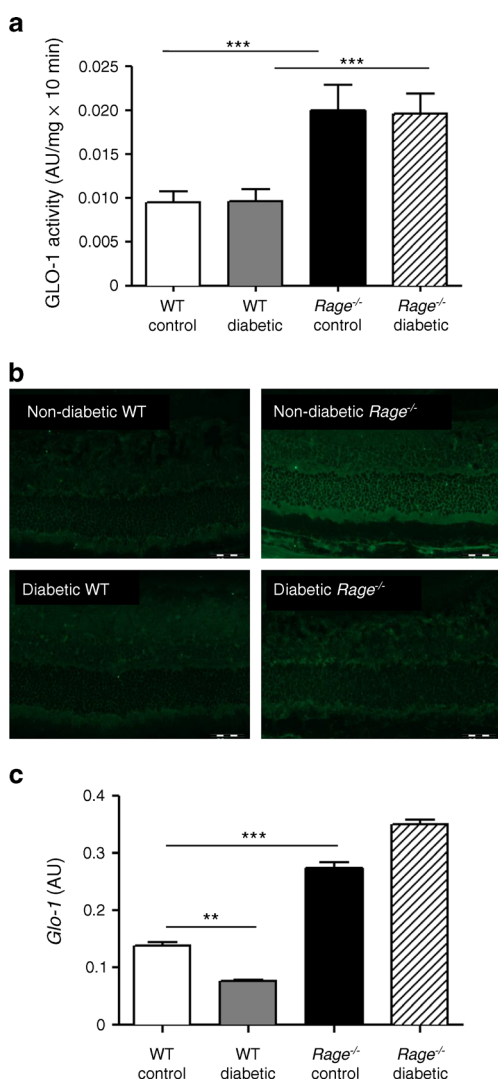 a
***
***
GLO-1 activity (AU/mg × 10 min)
0.025
0.020
0.015
0.010
0.005
0
WT
control
WT
diabetic
Rage-/-
control
Rage-/-
diabetic
b
Non-diabetic WT
Non-diabetic Rage-/-
Diabetic WT
Diabetic Rage-/-
c
Glo-1 (AU)
0.4
0.3
0.2
0.1
0
***
**
WT
control
WT
diabetic
Rage-/-
control
Rage-/-
diabetic